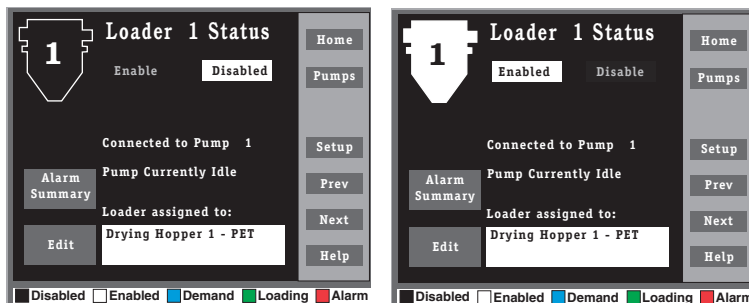 1
Loader 1 Status
Enable Disabled
Connected to Pump 1
Pump Currently Idle
Alarm Summary
Loader assigned to:
Drying Hopper 1 - PET
Edit
Home
Pumps
Setup
Prev
Next
Help
Disabled Enabled Demand Loading Alarm
1
Loader 1 Status
Enabled Disable
Connected to Pump 1
Pump Currently Idle
Alarm Summary
Loader assigned to:
Drying Hopper 1 - PET
Edit
Home
Pumps
Setup
Prev
Next
Help
Disabled Enabled Demand Loading Alarm